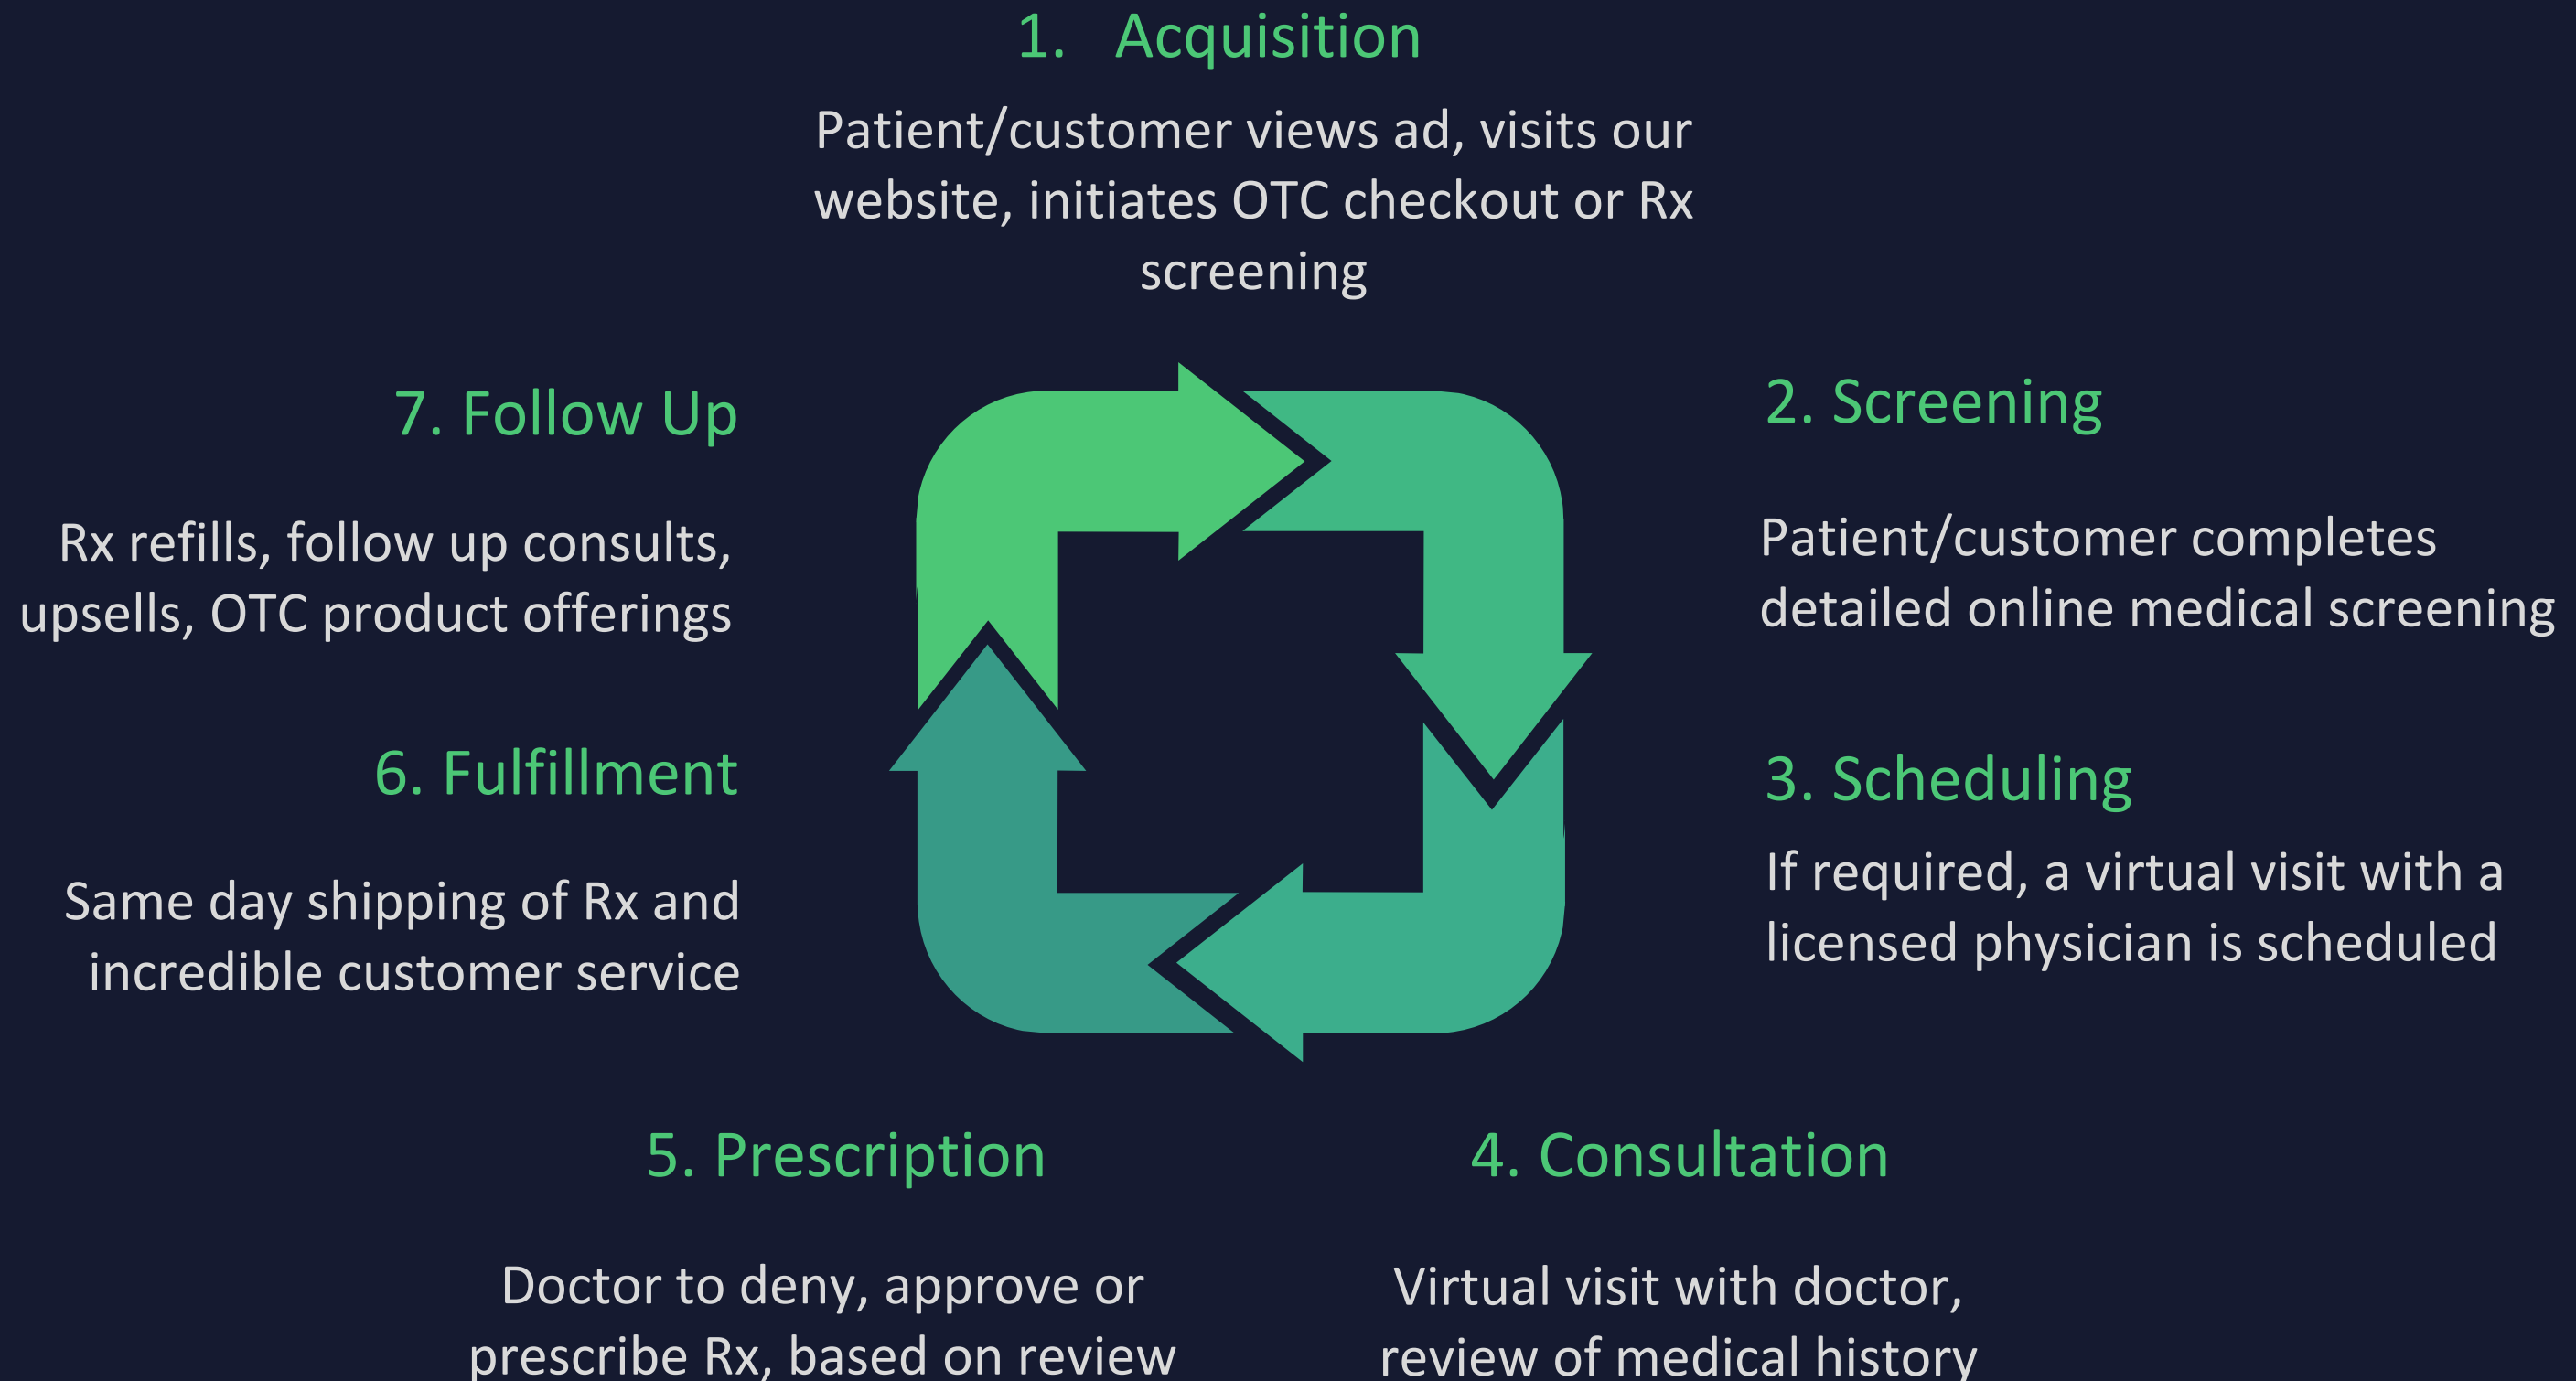 1. Acquisition
Patient/customer views ad, visits our
website, initiates OTC checkout or Rx
screening
2. Screening
Patient/customer completes
detailed online medical screening
3. Scheduling
If required, a virtual visit with a
licensed physician is scheduled
4. Consultation
Virtual visit with doctor,
review of medical history
5. Prescription
Doctor to deny, approve or
prescribe Rx, based on review
6. Fulfillment
Same day shipping of Rx and
incredible customer service
7. Follow Up
Rx refills, follow up consults,
upsells, OTC product offerings